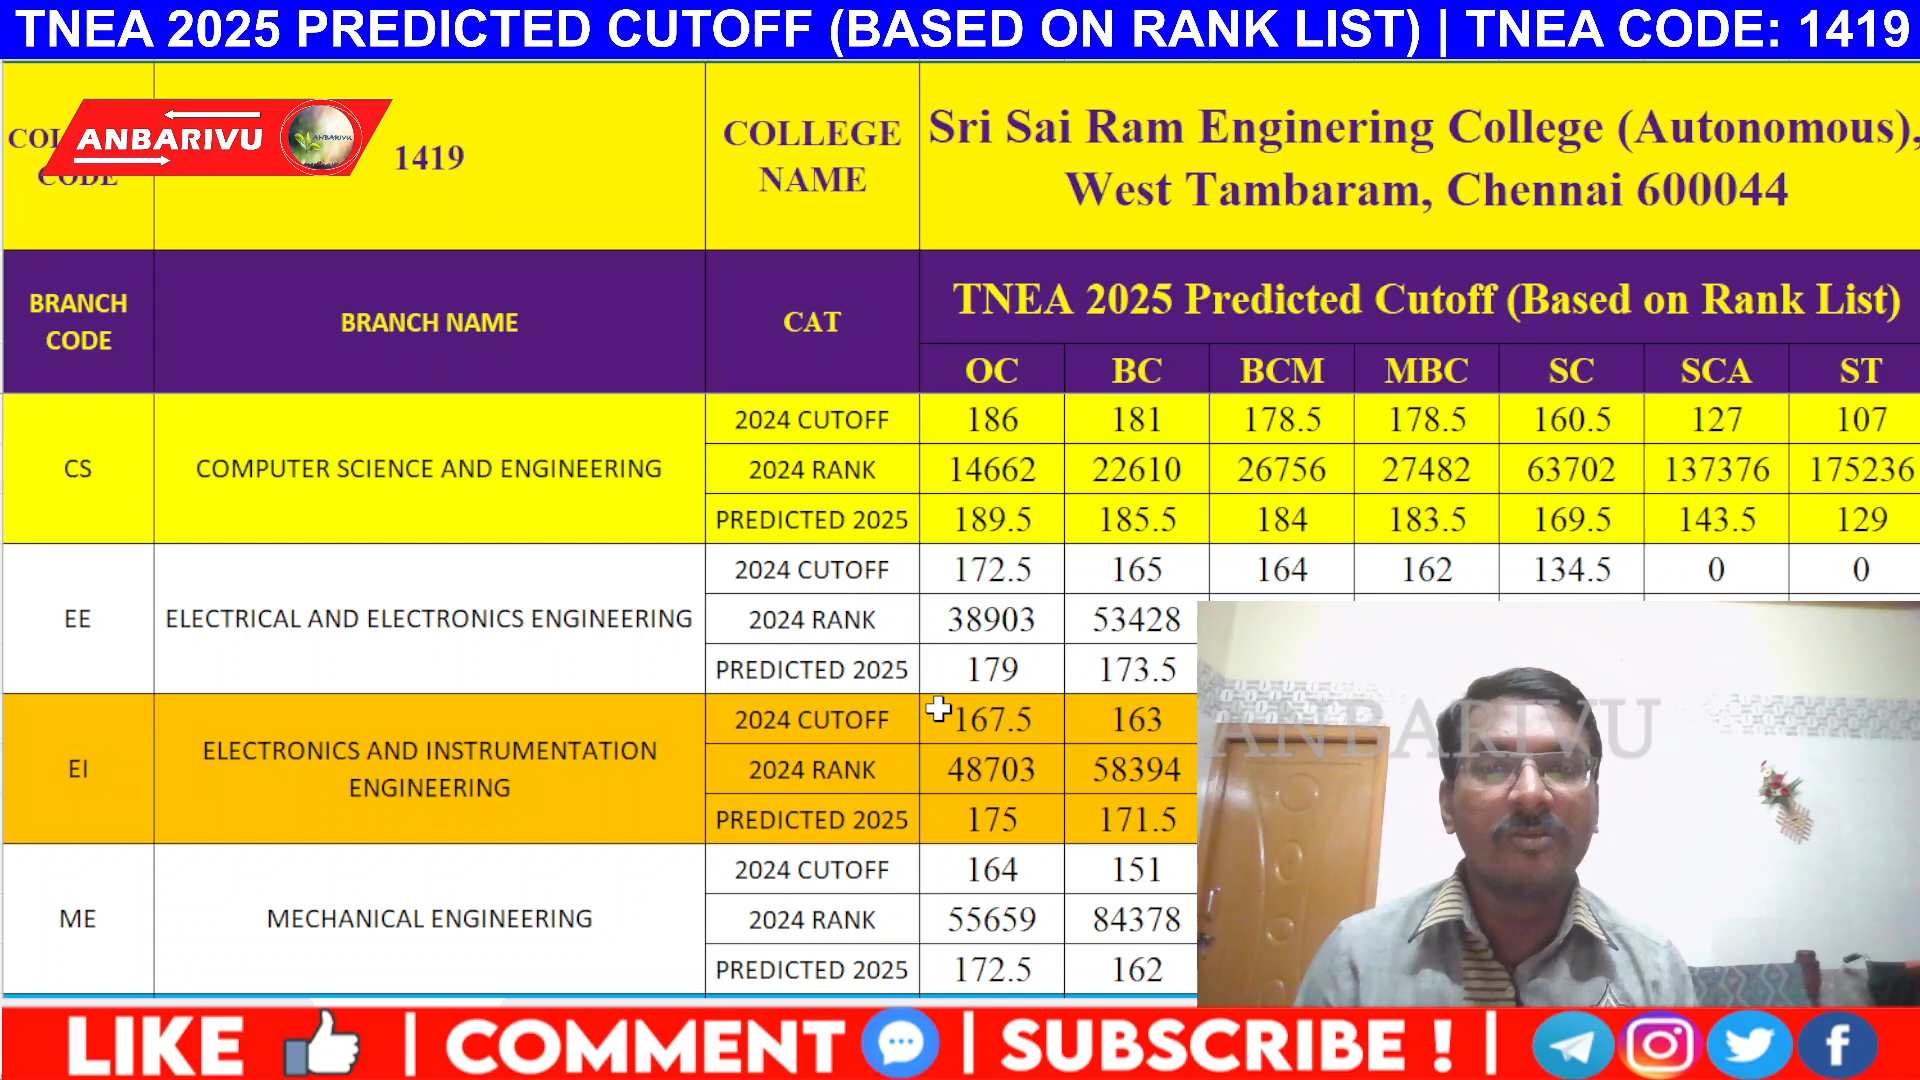 TNEA 2025 PREDICTED CUTOFF (BASED ON RANK LIST) | TNEA CODE: 1419
CODE
ANBARIVU
ANBARIVU
1419
COLLEGE NAME
Sri Sai Ram Enginering College (Autonomous),
West Tambaram, Chennai 600044
BRANCH CODE
BRANCH NAME
CAT
TNEA 2025 Predicted Cutoff (Based on Rank List)
OC BC BCM MBC SC SCA ST
CS
COMPUTER SCIENCE AND ENGINEERING
2024 CUTOFF 186 181 178.5 178.5 160.5 127 107
2024 RANK 14662 22610 26756 27482 63702 137376 175236
PREDICTED 2025 189.5 185.5 184 183.5 169.5 143.5 129
EE
ELECTRICAL AND ELECTRONICS ENGINEERING
2024 CUTOFF 172.5 165 164 162 134.5 0 0
2024 RANK 38903 53428
PREDICTED 2025 179 173.5
EI
ELECTRONICS AND INSTRUMENTATION
ENGINEERING
2024 CUTOFF 167.5 163
2024 RANK 48703 58394
PREDICTED 2025 175 171.5
ME
MECHANICAL ENGINEERING
2024 CUTOFF 164 151
2024 RANK 55659 84378
PREDICTED 2025 172.5 162
ANBARIVU
LIKE | COMMENT | SUBSCRIBE ! |